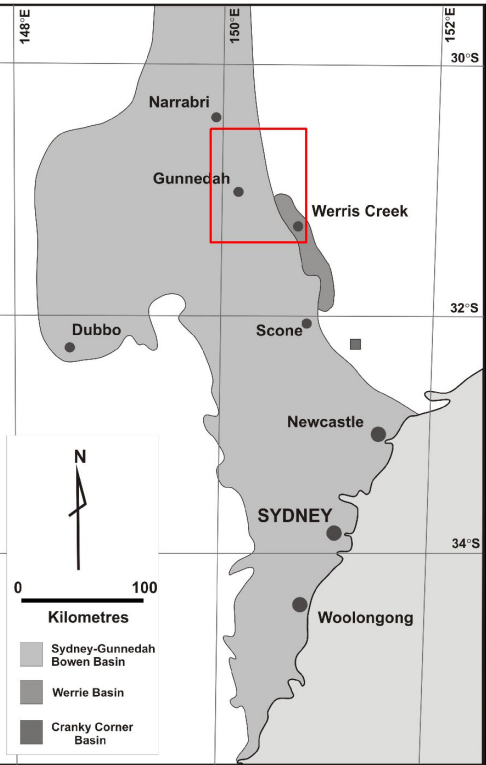 148°E
150°E
152°E
30°S
Narrabri
Gunnedah
Werris Creek
32°S
Dubbo
Scone
Newcastle
N
SYDNEY
34°S
0 100
Kilometres
Woolongong
Sydney-Gunnedah
Bowen Basin
Werrie Basin
Cranky Corner
Basin